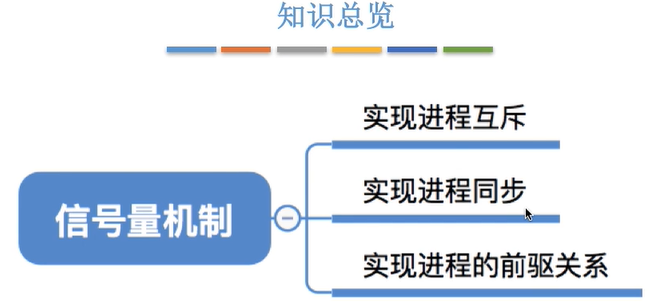 知识总览
实现进程互斥
实现进程同步
信号量机制
实现进程的前驱关系